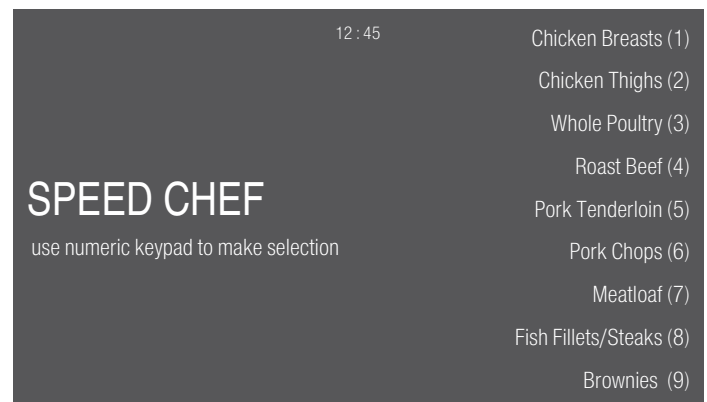 12 : 45
SPEED CHEF
use numeric keypad to make selection
Chicken Breasts (1)
Chicken Thighs (2)
Whole Poultry (3)
Roast Beef (4)
Pork Tenderloin (5)
Pork Chops (6)
Meatloaf (7)
Fish Fillets/Steaks (8)
Brownies (9)